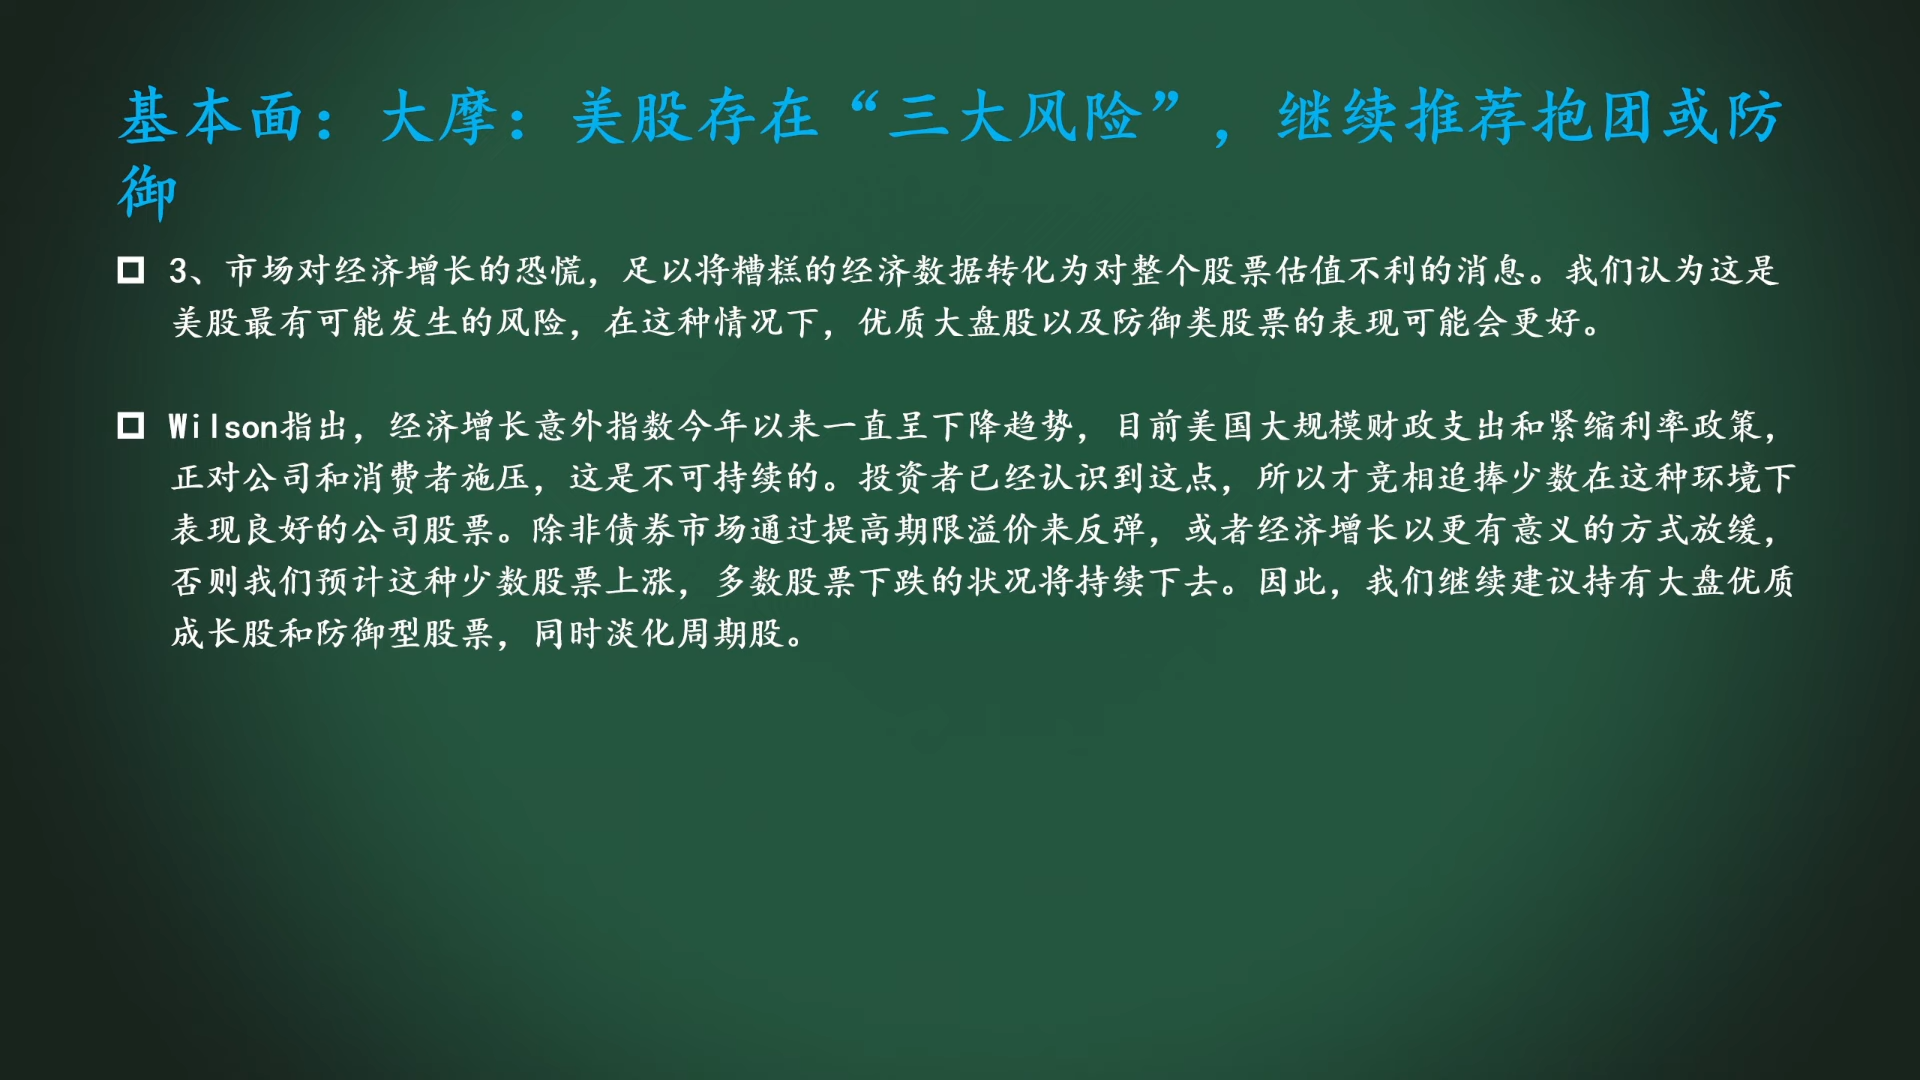 基本面：大摩：美股存在“三大风险”，继续推荐抱团或防
御
3、市场对经济增长的恐慌，足以将糟糕的经济数据转化为对整个股票估值不利的消息。我们认为这是
美股最有可能发生的风险，在这种情况下，优质大盘股以及防御类股票的表现可能会更好。
Wilson指出，经济增长意外指数今年以来一直呈下降趋势，目前美国大规模财政支出和紧缩利率政策，
正对公司和消费者施压，这是不可持续的。投资者已经认识到这点，所以才竞相追捧少数在这种环境下
表现良好的公司股票。除非债券市场通过提高期限溢价来反弹，或者经济增长以更有意义的方式放缓，
否则我们预计这种少数股票上涨，多数股票下跌的状况将持续下去。因此，我们继续建议持有大盘优质
成长股和防御型股票，同时淡化周期股。